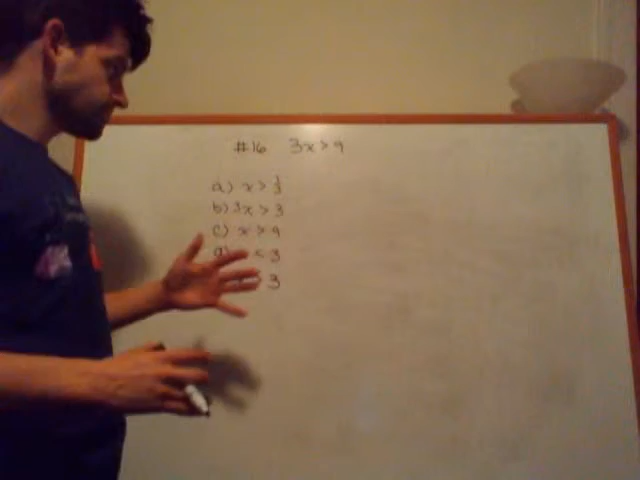 #16 3x > 9
a) x > 1/3
b) 3x > 3
c) x > 9
d) < 3
3